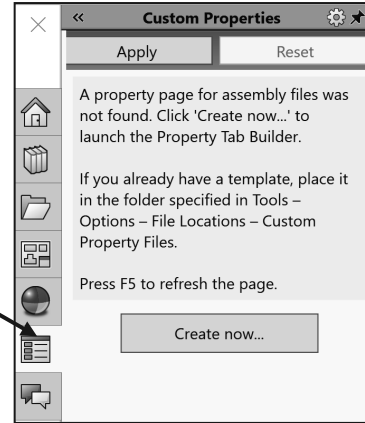 « Custom Properties
Apply Reset
A property page for assembly files was
not found. Click 'Create now...' to
launch the Property Tab Builder.
If you already have a template, place it
in the folder specified in Tools –
Options – File Locations – Custom
Property Files.
Press F5 to refresh the page.
Create now...